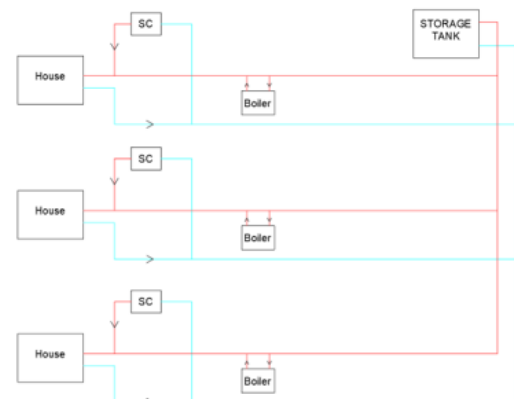 SC
STORAGE
TANK
House
Boiler
SC
House
Boiler
SC
House
Boiler